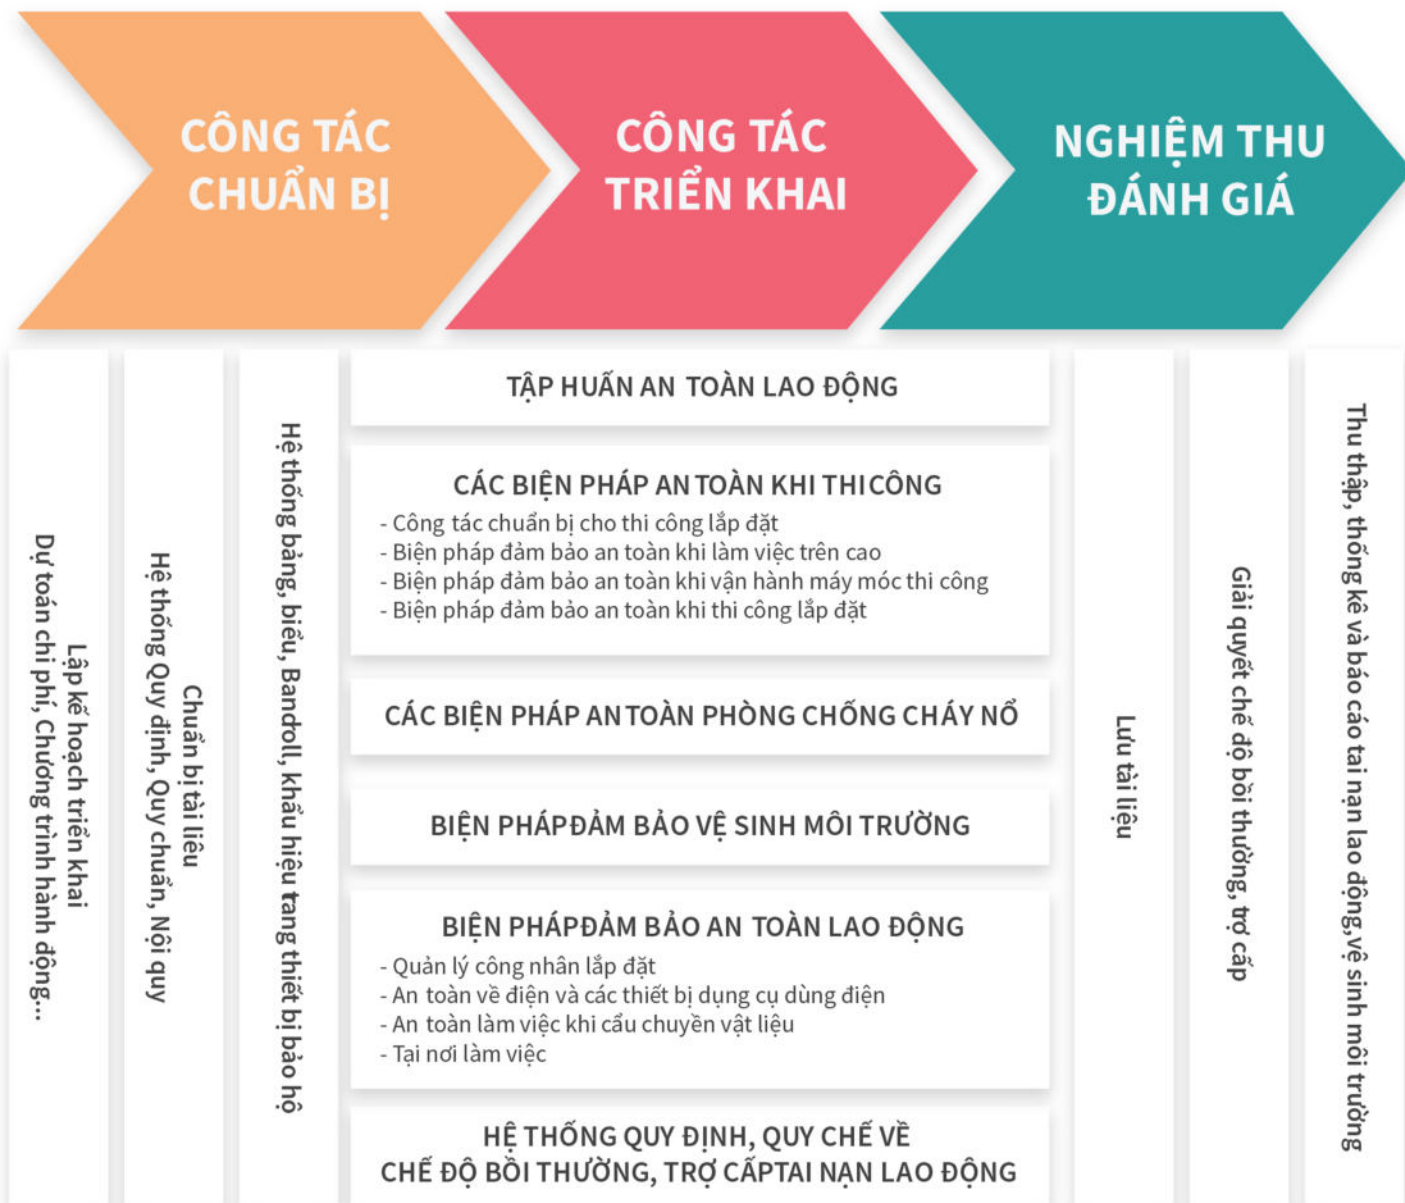 CÔNG TÁC
CHUẨN BỊ
CÔNG TÁC
TRIỂN KHAI
NGHIỆM THU
ĐÁNH GIÁ
Lập kế hoạch triển khai
Dự toán chi phí, Chương trình hành động...
Chuẩn bị tài liêu
Hệ thống Quy định, Quy chuẩn, Nội quy
Hệ thống bảng, biểu, Bandroll, khẩu hiệu trang thiết bị bảo hộ
TẬP HUẤN AN TOÀN LAO ĐỘNG
CÁC BIỆN PHÁP AN TOÀN KHI THI CÔNG
- Công tác chuẩn bị cho thi công lắp đặt
- Biện pháp đảm bảo an toàn khi làm việc trên cao
- Biện pháp đảm bảo an toàn khi vận hành máy móc thi công
- Biện pháp đảm bảo an toàn khi thi công lắp đặt
CÁC BIỆN PHÁP AN TOÀN PHÒNG CHỐNG CHÁY NỔ
BIỆN PHÁP ĐẢM BẢO VỆ SINH MÔI TRƯỜNG
BIỆN PHÁP ĐẢM BẢO AN TOÀN LAO ĐỘNG
- Quản lý công nhân lắp đặt
- An toàn về điện và các thiết bị dụng cụ dùng điện
- An toàn làm việc khi cẩu chuyền vật liệu
- Tại nơi làm việc
HỆ THỐNG QUY ĐỊNH, QUY CHẾ VỀ
CHẾ ĐỘ BỒI THƯỜNG, TRỢ CẤP TAI NẠN LAO ĐỘNG
Lưu tài liệu
Giải quyết chế độ bồi thường, trợ cấp
Thu thập, thống kê và báo cáo tai nạn lao động,vệ sinh môi trường